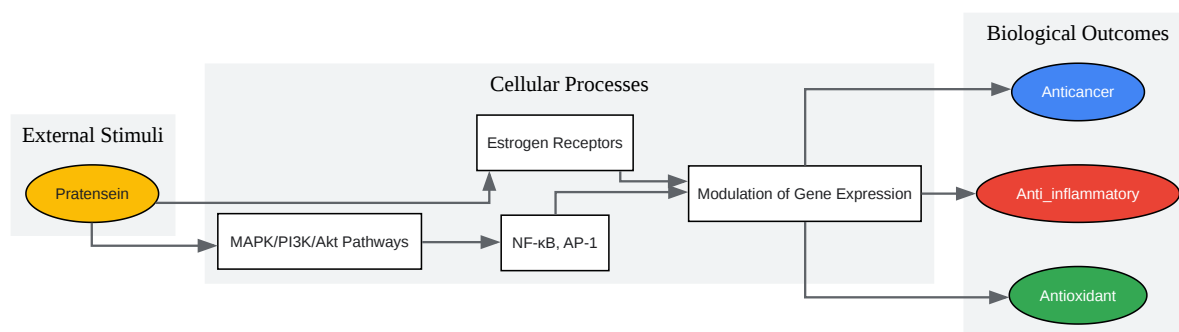 External Stimuli
Pratensein
Cellular Processes
Estrogen Receptors
MAPK/PI3K/Akt Pathways
NF-κB, AP-1
Modulation of Gene Expression
Biological Outcomes
Anticancer
Anti_inflammatory
Antioxidant